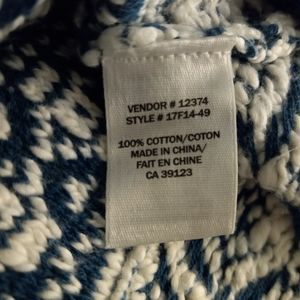 VENDOR # 12374
STYLE # 17F14-49
100% COTTON/COTON
MADE IN CHINA/
FAIT EN CHINE
CA 39123